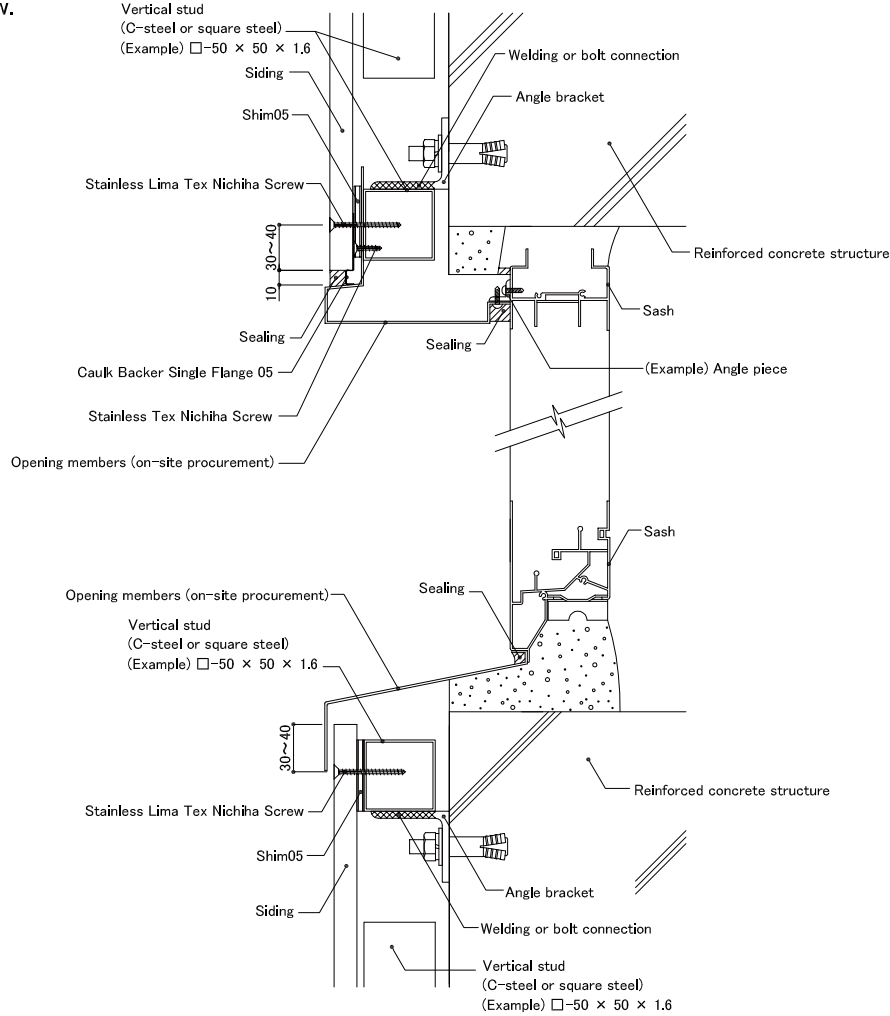 v.
Vertical stud
(C-steel or square steel)
(Example) □-50 × 50 × 1.6
Siding
Shim05
Stainless Lima Tex Nichiha Screw
30~40
10
Sealing
Caulk Backer Single Flange 05
Stainless Tex Nichiha Screw
Opening members (on-site procurement)
Welding or bolt connection
Angle bracket
Reinforced concrete structure
Sash
Sealing
(Example) Angle piece
Sash
Sealing
Opening members (on-site procurement)
Vertical stud
(C-steel or square steel)
(Example) □-50 × 50 × 1.6
30~40
Stainless Lima Tex Nichiha Screw
Shim05
Siding
Reinforced concrete structure
Angle bracket
Welding or bolt connection
Vertical stud
(C-steel or square steel)
(Example) □-50 × 50 × 1.6